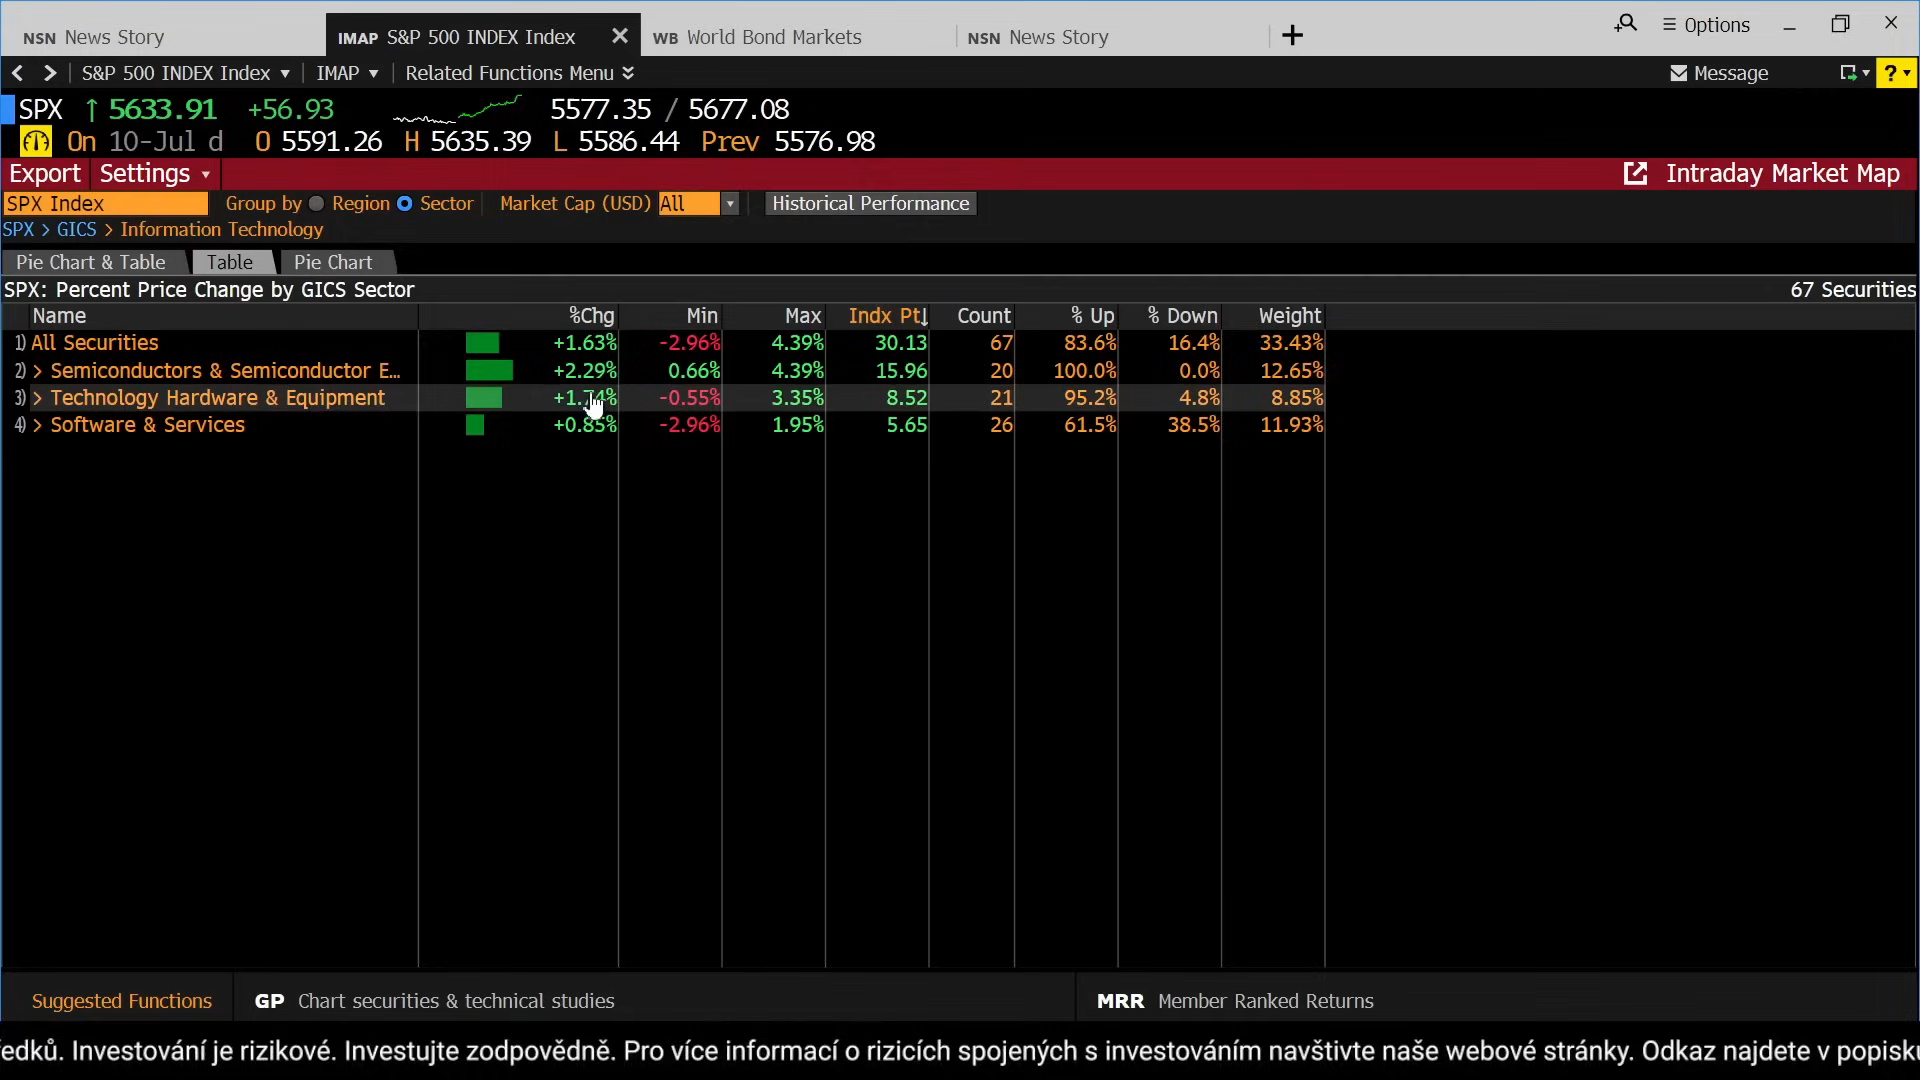 NSN News Story IMAP S&P 500 INDEX Index WB World Bond Markets NSN News Story Options
S&P 500 INDEX Index IMAP Related Functions Menu Message ?
SPX ↑ 5633.91 +56.93 5577.35 / 5677.08
On 10-Jul d O 5591.26 H 5635.39 L 5586.44 Prev 5576.98
Export Settings Intraday Market Map
SPX Index Group by Region Sector Market Cap (USD) All Historical Performance
SPX > GICS > Information Technology
Pie Chart & Table Table Pie Chart
SPX: Percent Price Change by GICS Sector 67 Securities
Name %Chg Min Max Indx Pt↓ Count % Up % Down Weight
1) All Securities +1.63% -2.96% 4.39% 30.13 67 83.6% 16.4% 33.43%
2) > Semiconductors & Semiconductor E... +2.29% 0.66% 4.39% 15.96 20 100.0% 0.0% 12.65%
3) > Technology Hardware & Equipment +1.74% -0.55% 3.35% 8.52 21 95.2% 4.8% 8.85%
4) > Software & Services +0.85% -2.96% 1.95% 5.65 26 61.5% 38.5% 11.93%
Suggested Functions GP Chart securities & technical studies MRR Member Ranked Returns
edků. Investování je rizikové. Investujte zodpovědně. Pro více informací o rizicích spojených s investováním navštivte naše webové stránky. Odkaz najdete v popisku